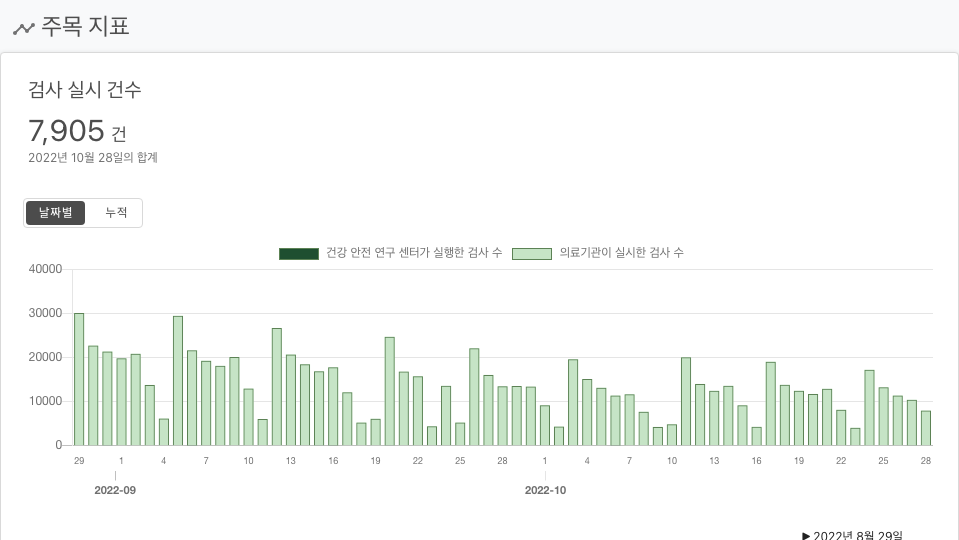 주목 지표
검사 실시 건수
7,905 건
2022년 10월 28일의 합계
날짜별 누적
건강 안전 연구 센터가 실행한 검사 수 의료기관이 실시한 검사 수
40000
30000
20000
10000
0
29 1 4 7 10 13 16 19 22 25 28 1 4 7 10 13 16 19 22 25 28
2022-09 2022-10
▶ 2022년 8월 29일